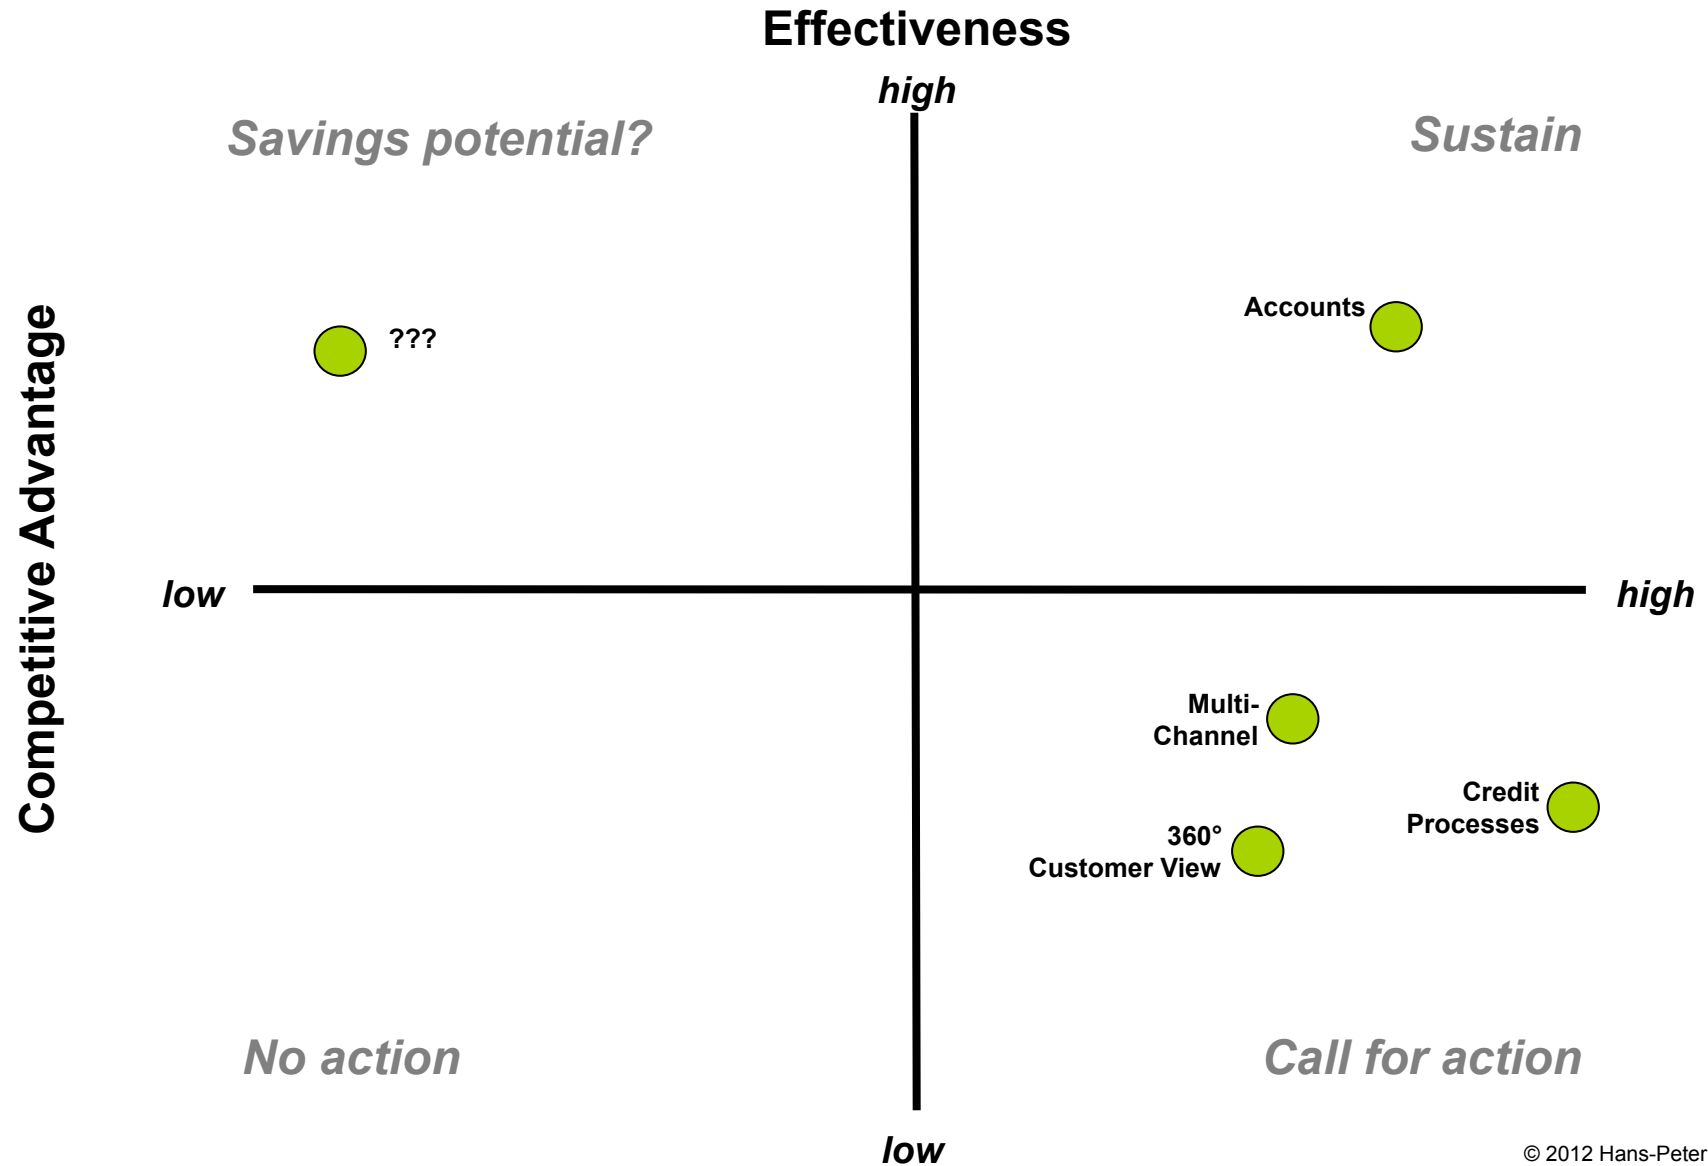 Effectiveness
high
Savings potential?
Sustain
Accounts
???
Competitive Advantage
low
high
Multi-
Channel
Credit
Processes
360°
Customer View
No action
Call for action
low
© 2012 Hans-Peter